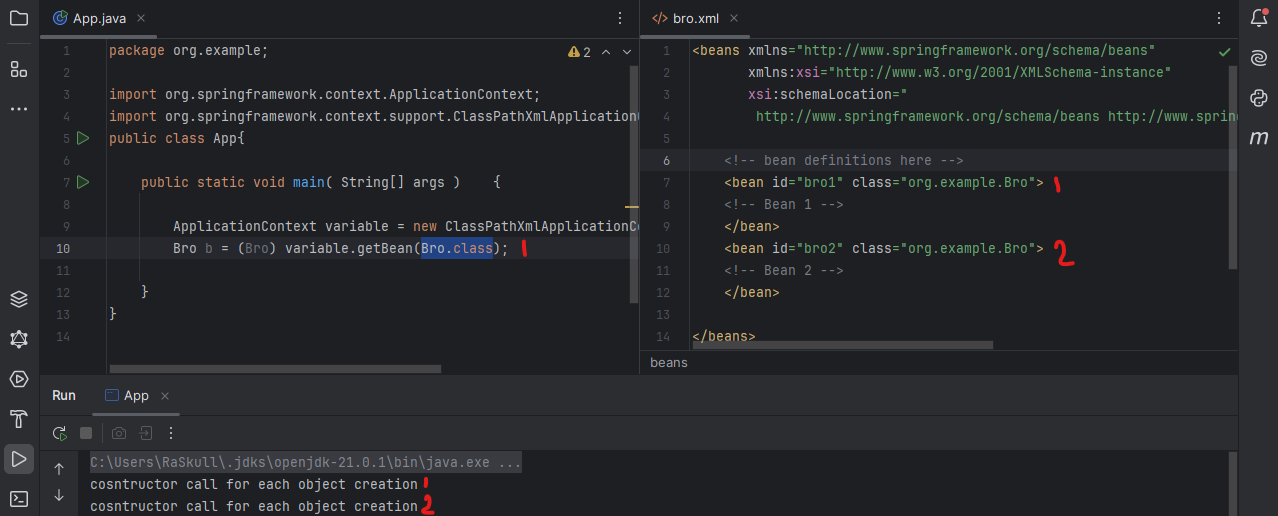 App.java
bro.xml
1 package org.example;
2
2
3 import org.springframework.context.ApplicationContext;
4 import org.springframework.context.support.ClassPathXmlApplication
5 public class App{
6
7 public static void main( String[] args ) {
8
9 ApplicationContext variable = new ClassPathXmlApplicationC
10 Bro b = (Bro) variable.getBean(Bro.class); 1
11
12 }
13 }
14
1 <beans xmlns="http://www.springframework.org/schema/beans"
2 xmlns:xsi="http://www.w3.org/2001/XMLSchema-instance"
3 xsi:schemaLocation="
4 http://www.springframework.org/schema/beans http://www.spring
5
6 <!-- bean definitions here -->
7 <bean id="bro1" class="org.example.Bro"> 1
8 <!-- Bean 1 -->
9 </bean>
10 <bean id="bro2" class="org.example.Bro"> 2
11 <!-- Bean 2 -->
12 </bean>
13
14 </beans>
beans
m
Run App
C:\Users\RaSkull\.jdks\openjdk-21.0.1\bin\java.exe ...
cosntructor call for each object creation 1
cosntructor call for each object creation 2